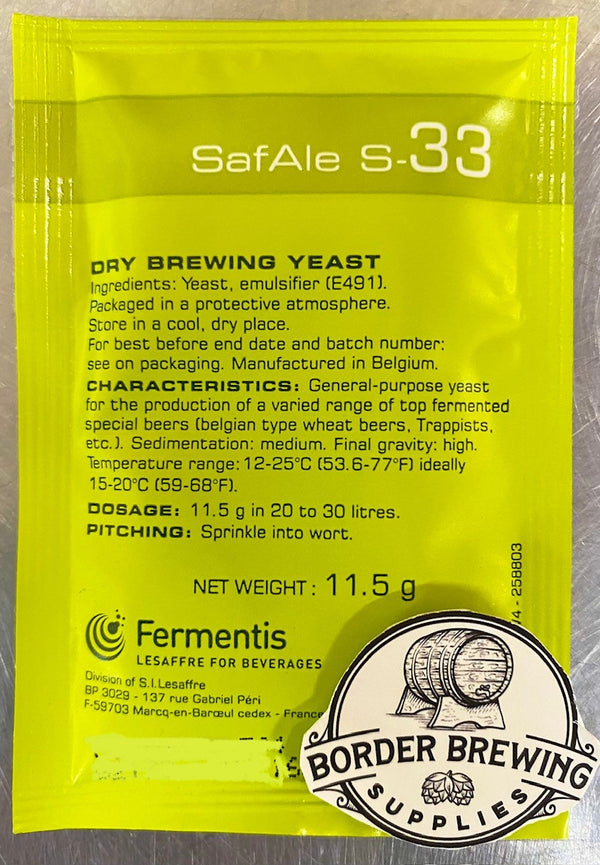 SafAle S-33
DRY BREWING YEAST
Ingredients: Yeast, emulsifier (E491).
Packaged in a protective atmosphere.
Store in a cool, dry place.
For best before end date and batch number:
see on packaging. Manufactured in Belgium.
CHARACTERISTICS: General-purpose yeast
for the production of a varied range of top fermented
special beers (belgian type wheat beers, Trappists,
etc.). Sedimentation: medium. Final gravity: high.
Temperature range: 12-25°C (53.6-77°F) ideally
15-20°C (59-68°F).
DOSAGE: 11.5 g in 20 to 30 litres.
PITCHING: Sprinkle into wort.
NET WEIGHT: 11.5 g
Fermentis
LESAFFRE FOR BEVERAGES
Division of S.I.Lesaffre
BP 3029 - 137 rue Gabriel Péri
F-59703 Marcq-en-Barœul cedex - France
4 - 258803
BORDER BREWING
SUPPLIES